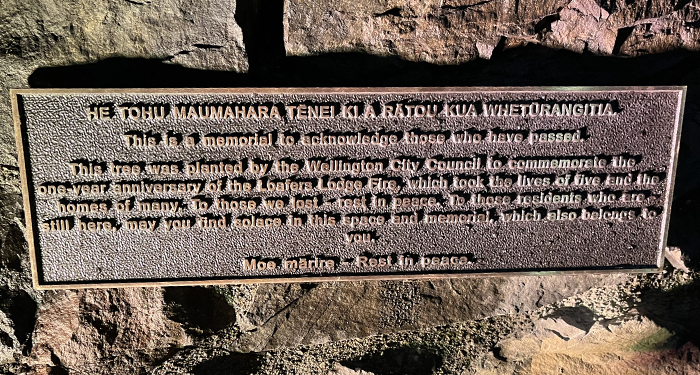 HE TOHU MAUMAHARA TĒNEI KI A RĀTOU KUA WHETŪRANGITIA.
This is a memorial to acknowledge those who have passed.
This tree was planted by the Wellington City Council to commemorate the
one year anniversary of the Loafers Lodge Fire, which took the lives of five and the
homes of many. To those we lost - rest in peace. To those residents who are
still here, may you find solace in this space and memorial, which also belongs to
you.
Moe mārire - Rest in peace.